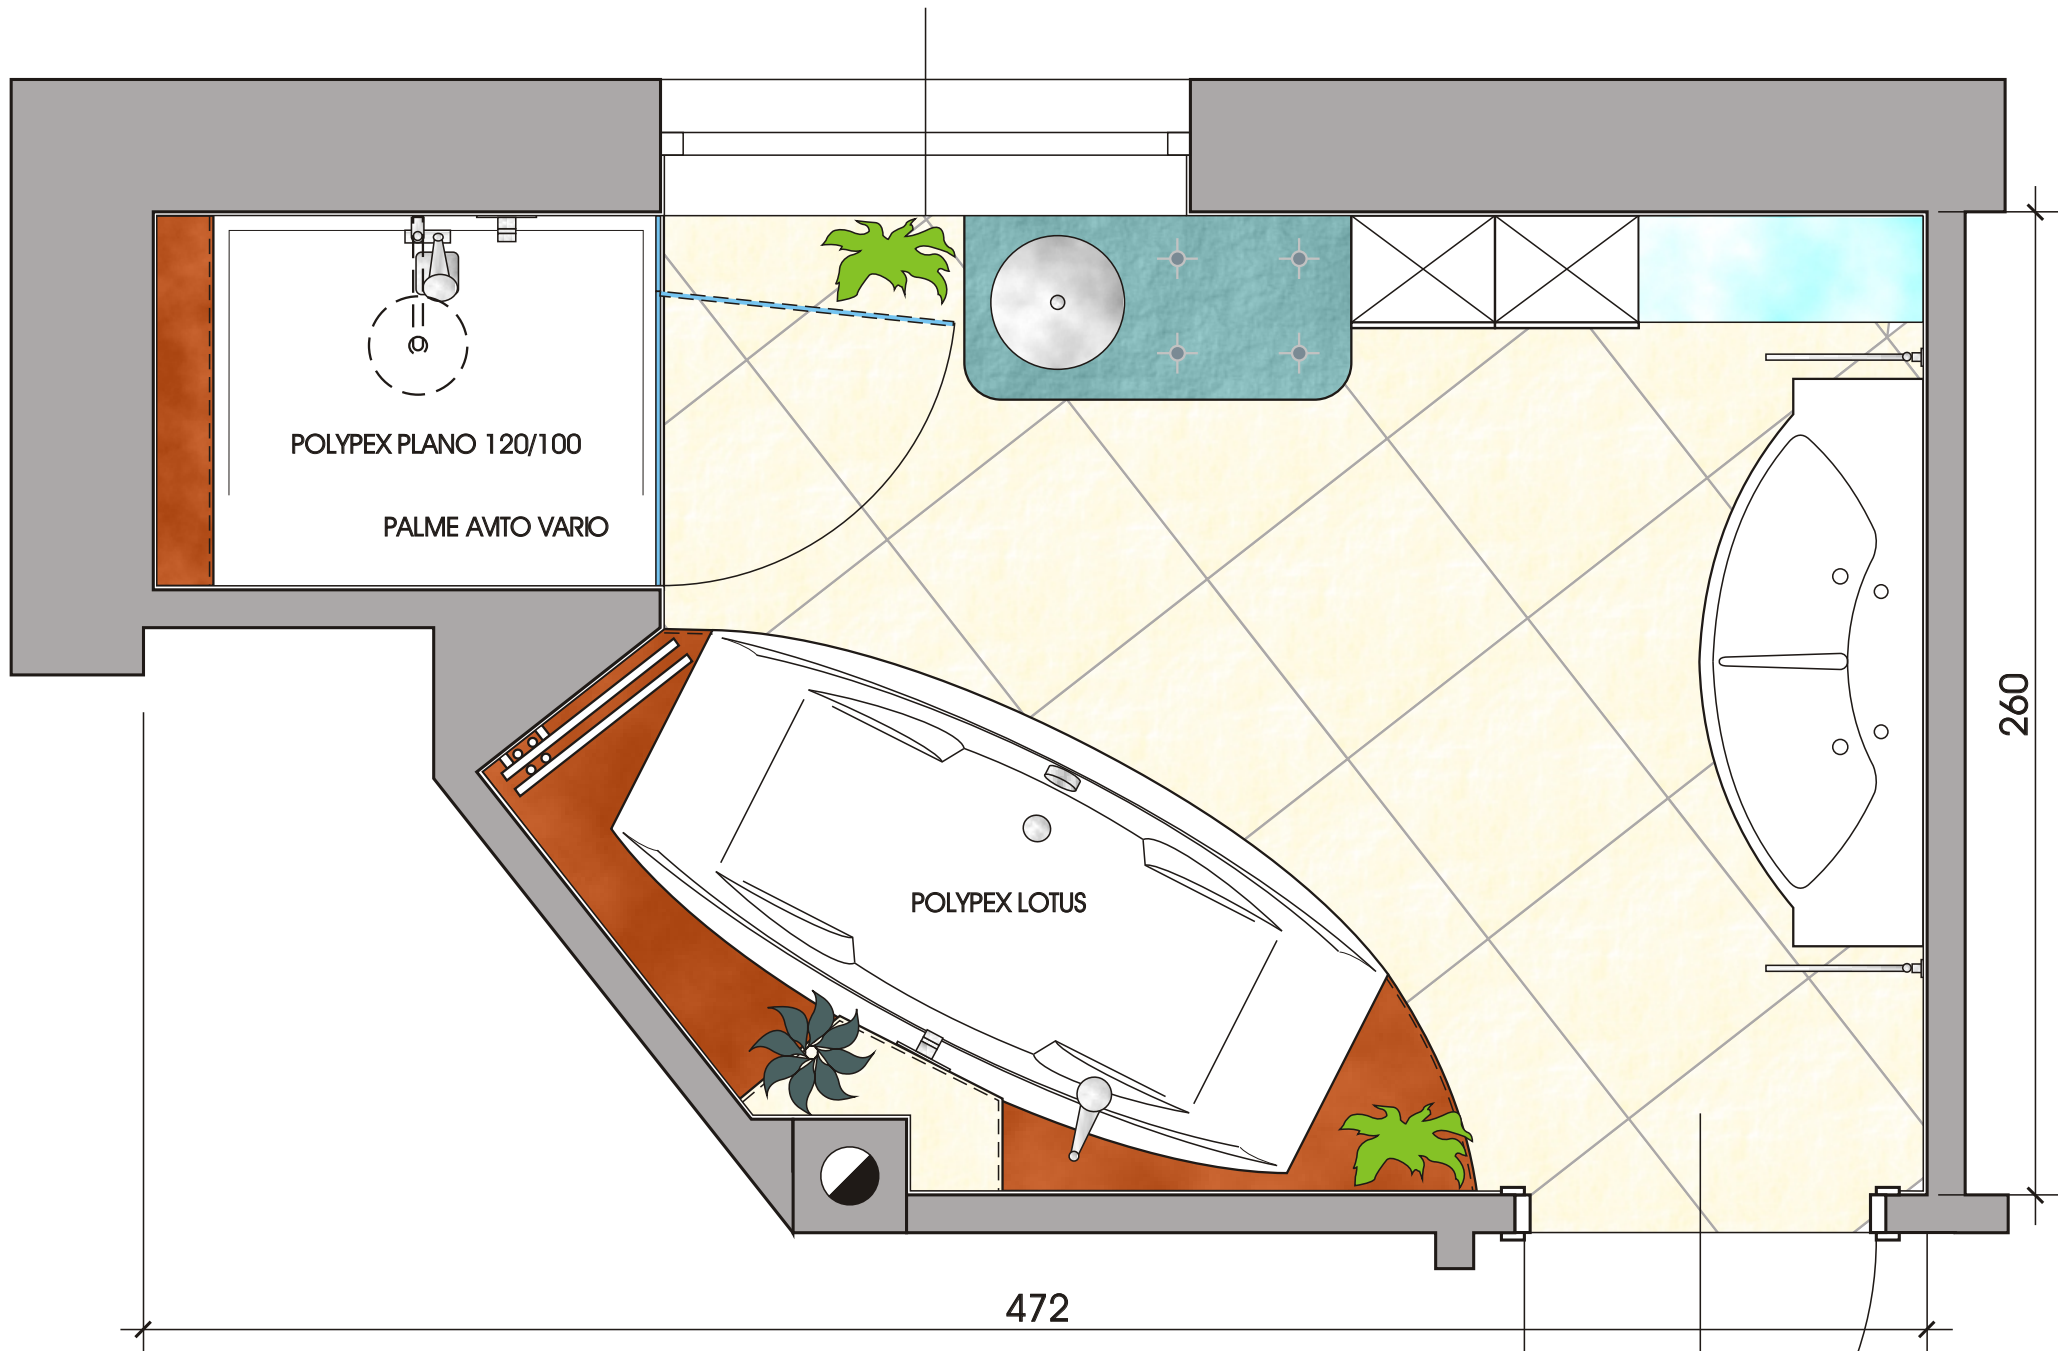 POLYPEX PLANO 120/100
PALME AVITO VARIO
260
POLYPEX LOTUS
472